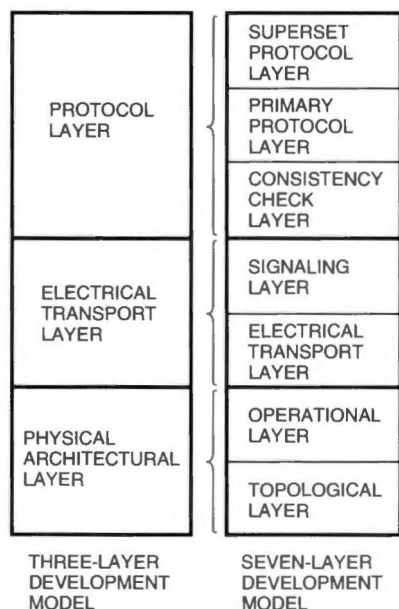 PROTOCOL
LAYER
ELECTRICAL
TRANSPORT
LAYER
PHYSICAL
ARCHITECTURAL
LAYER
THREE-LAYER
DEVELOPMENT
MODEL
SUPERSET
PROTOCOL
LAYER
PRIMARY
PROTOCOL
LAYER
CONSISTENCY
CHECK
LAYER
SIGNALING
LAYER
ELECTRICAL
TRANSPORT
LAYER
OPERATIONAL
LAYER
TOPOLOGICAL
LAYER
SEVEN-LAYER
DEVELOPMENT
MODEL